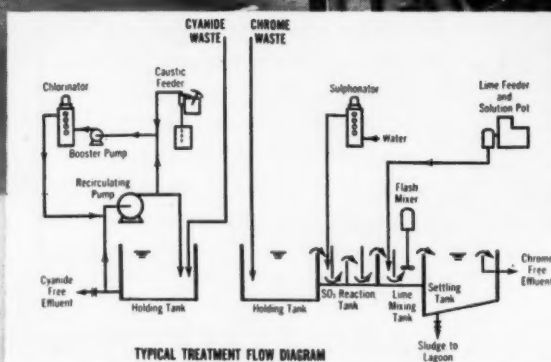 CYANIDE
WASTE
CHROME
WASTE
Chlorinator
Caustic
Feeder
Booster Pump
Recirculating
Pump
Cyanide
Free
Effluent
Holding Tank
Sulphonator
Water
Lime Feeder
and
Solution Pot
Flash
Mixer
Holding Tank
SO₂ Reaction
Tank
Lime
Mixing
Tank
Settling
Tank
Chrome
Free
Effluent
Sludge to
Lagoon
TYPICAL TREATMENT FLOW DIAGRAM